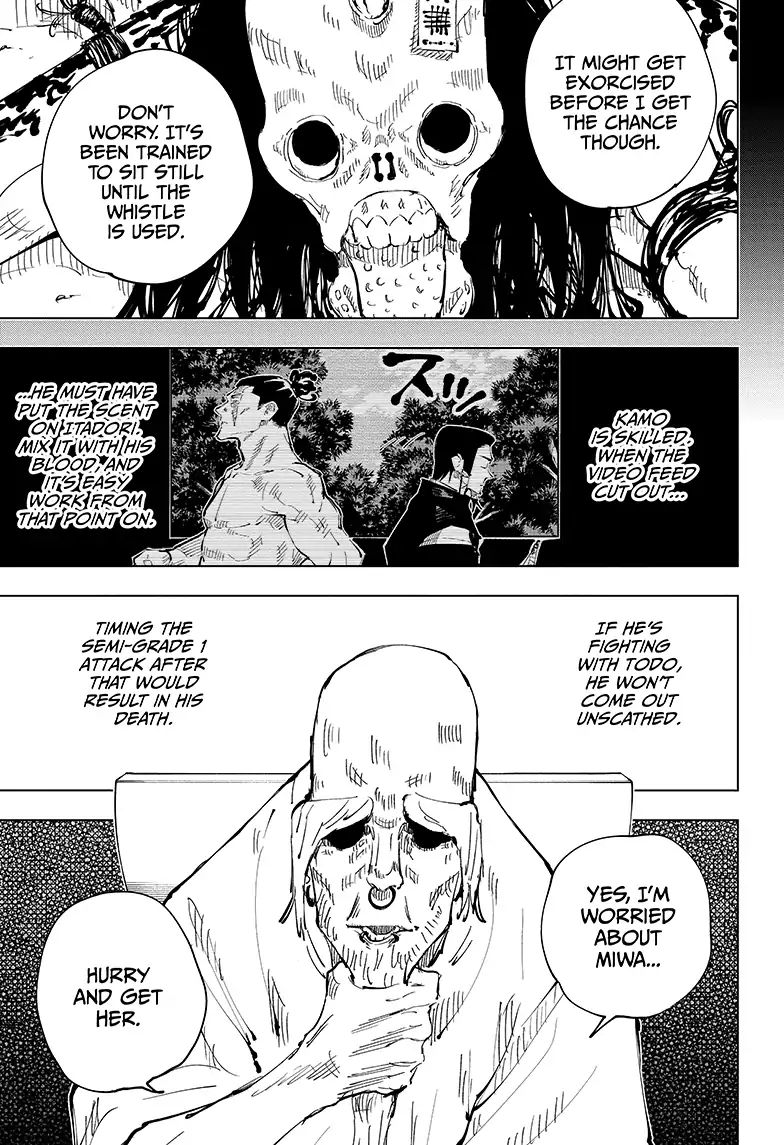 IT MIGHT GET
EXORCISED
BEFORE I GET
THE CHANCE
THOUGH.
DON'T
WORRY. IT'S
BEEN TRAINED
TO SIT STILL
UNTIL THE
WHISTLE
IS USED.
KAMO
IS SKILLED.
WHEN THE
VIDEO FEED
CUT OUT...
スッ
...HE MUST HAVE
PUT THE SCENT
ON ITADORI.
MIX IT WITH HIS
BLOOD, AND
IT'S EASY
WORK FROM
THAT POINT ON.
IF HE'S
FIGHTING
WITH TODO,
HE WON'T
COME OUT
UNSCATHED.
TIMING THE
SEMI-GRADE 1
ATTACK AFTER
THAT WOULD
RESULT IN HIS
DEATH.
YES, I'M
WORRIED
ABOUT
MIWA...
HURRY
AND GET
HER.